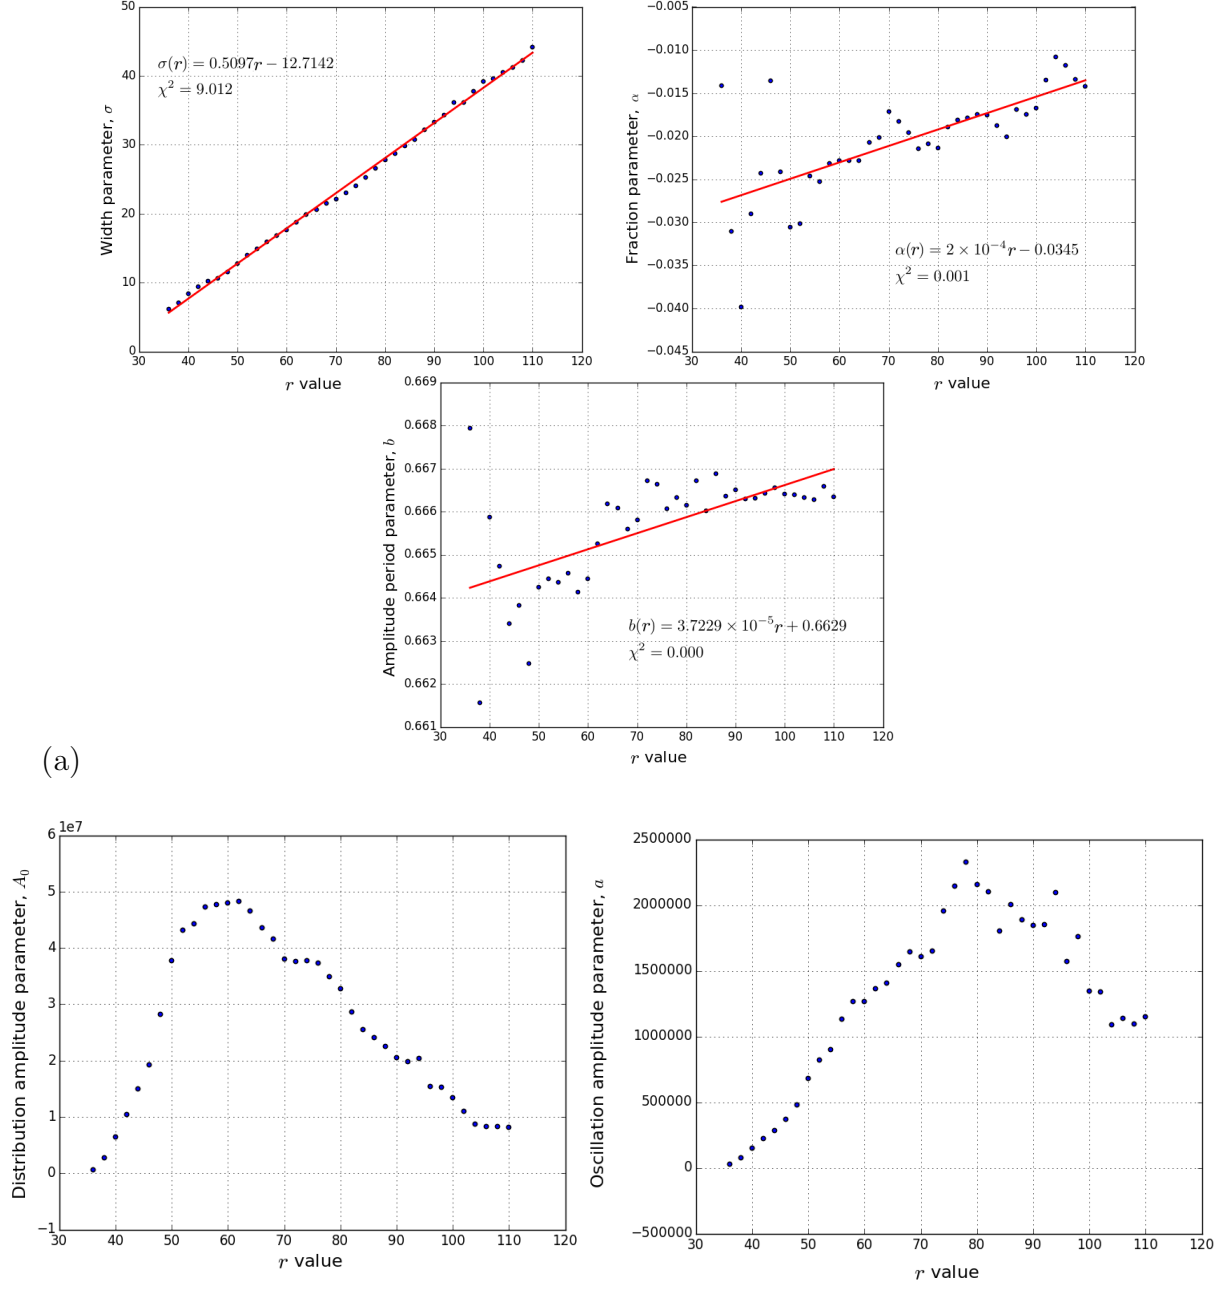 50
40
30
20
10
0
30 40 50 60 70 80 90 100 110 120
Width parameter, σ
r value
σ(r) = 0.5097r − 12.7142
χ² = 9.012
−0.005
−0.010
−0.015
−0.020
−0.025
−0.030
−0.035
−0.040
−0.045
30 40 50 60 70 80 90 100 110 120
Fraction parameter, α
r value
α(r) = 2 × 10⁻⁴r − 0.0345
χ² = 0.001
0.669
0.668
0.667
0.666
0.665
0.664
0.663
0.662
0.661
30 40 50 60 70 80 90 100 110 120
Amplitude period parameter, b
r value
b(r) = 3.7229 × 10⁻⁵r + 0.6629
χ² = 0.000
(a)
1e7
6
5
4
3
2
1
0
−1
30 40 50 60 70 80 90 100 110 120
Distribution amplitude parameter, A₀
r value
2500000
2000000
1500000
1000000
500000
0
−500000
30 40 50 60 70 80 90 100 110 120
Oscillation amplitude parameter, a
r value